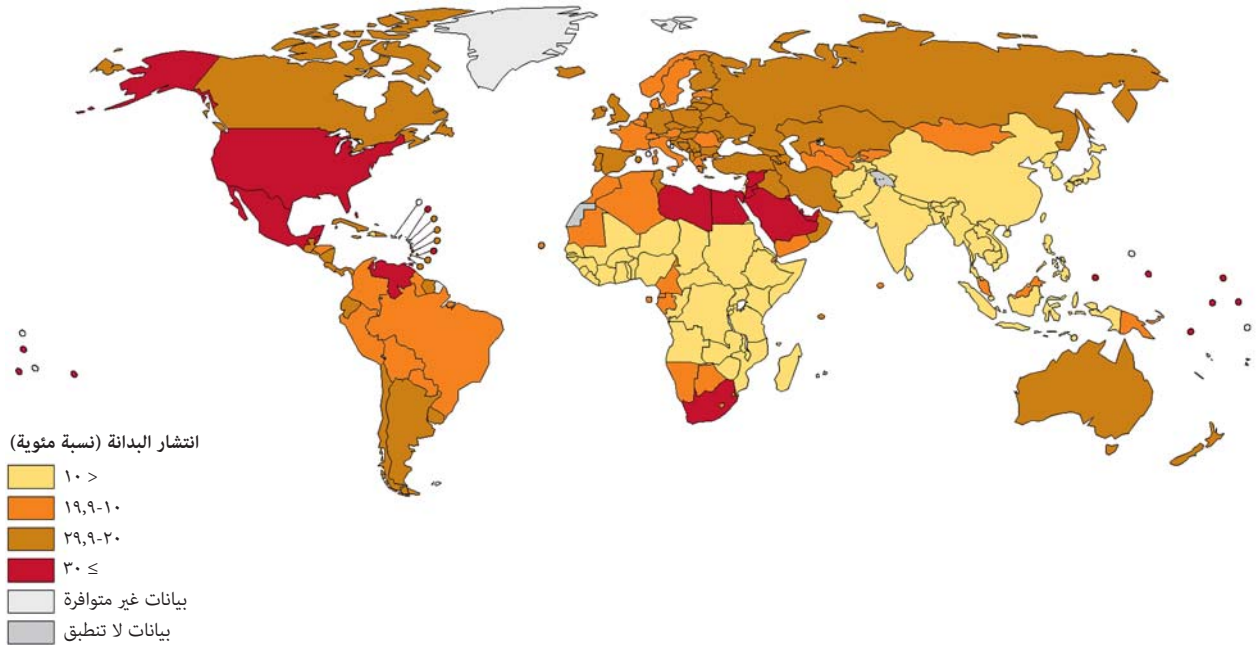 انتشار البدانة (نسبة مئوية)
< ١٠
١٠-١٩,٩
٢٠-٢٩,٩
≥ ٣٠
بيانات غير متوافرة
بيانات لا تنطبق